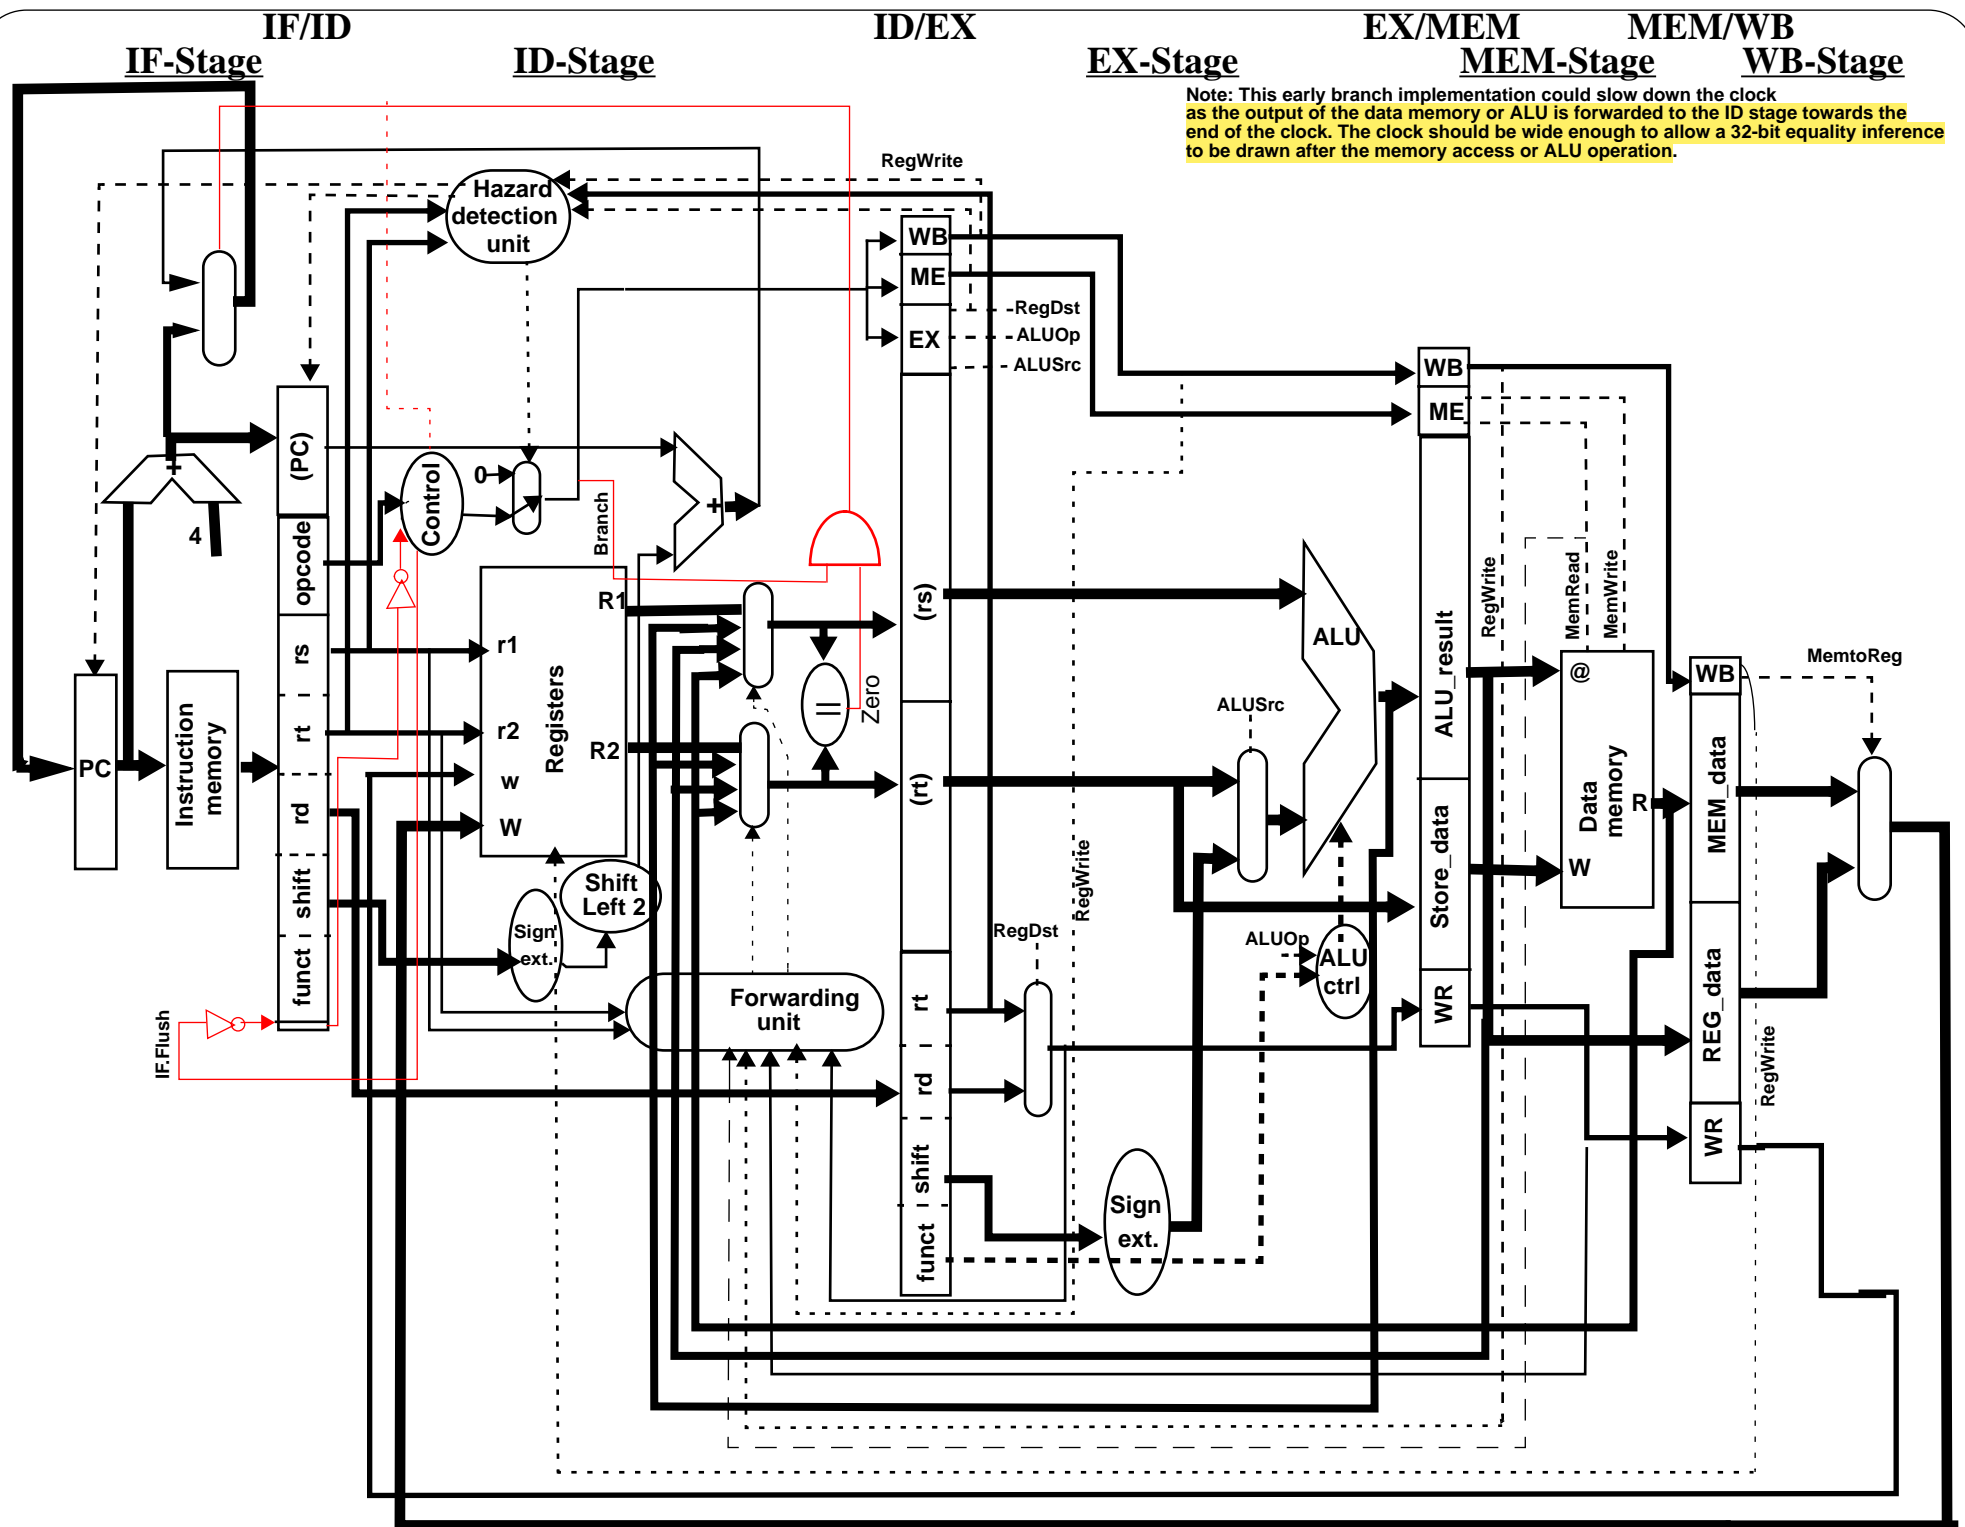 IF/ID
ID/EX
EX/MEM
MEM/WB
IF-Stage
ID-Stage
EX-Stage
MEM-Stage
WB-Stage
Note: This early branch implementation could slow down the clock
as the output of the data memory or ALU is forwarded to the ID stage towards the
end of the clock. The clock should be wide enough to allow a 32-bit equality inference
to be drawn after the memory access or ALU operation.
RegWrite
Hazard
detection
unit
WB
ME
EX
RegDst
ALUOp
ALUSrc
WB
ME
+
4
(PC)
opcode
rs
rt
rd
shift
funct
Control
0
Branch
+
PC
Instruction
memory
IF.Flush
R1
r1
r2
R2
w
W
Registers
Zero
=
Shift
Left 2
Sign
ext.
Forwarding
unit
(rs)
(rt)
rt
rd
shift
funct
RegDst
RegWrite
Sign
ext.
ALUSrc
ALU
ALUOp
ALU
ctrl
ALU_result
Store_data
WR
RegWrite
MemRead
MemWrite
@
Data
memory
R
W
WB
MEM_data
REG_data
WR
MemtoReg
RegWrite